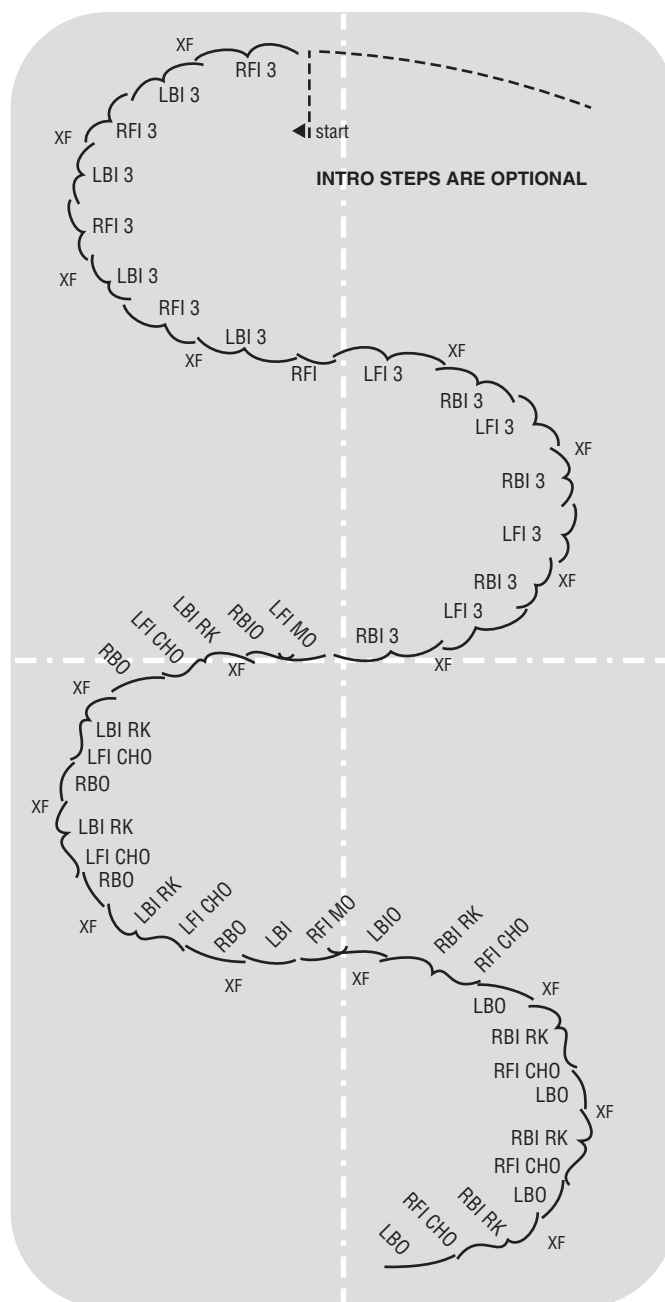 XF
RFI 3
LBI 3
start
RFI 3
XF
LBI 3
INTRO STEPS ARE OPTIONAL
RFI 3
XF
LBI 3
RFI 3
LBI 3
XF
RFI
LFI 3
XF
RBI 3
LFI 3
XF
RBI 3
LFI 3
RBI 3
XF
LFI 3
RBI 3
XF
LFI MO
RBIO
XF
LBI RK
LFI CHO
RBO
XF
LBI RK
LFI CHO
RBO
XF
LBI RK
LFI CHO
RBO
XF
LBI RK
LFI CHO
RBO
XF
LBI
RFI MO
LBIO
XF
RBI RK
RFI CHO
LBO
XF
RBI RK
RFI CHO
LBO
XF
RBI RK
RFI CHO
LBO
XF
RBI RK
RFI CHO
LBO